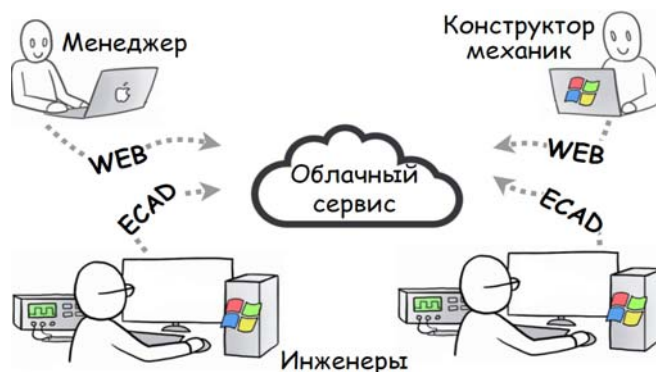 Менеджер
Конструктор
механик
WEB
WEB
Облачный
сервис
ECAD
ECAD
Инженеры